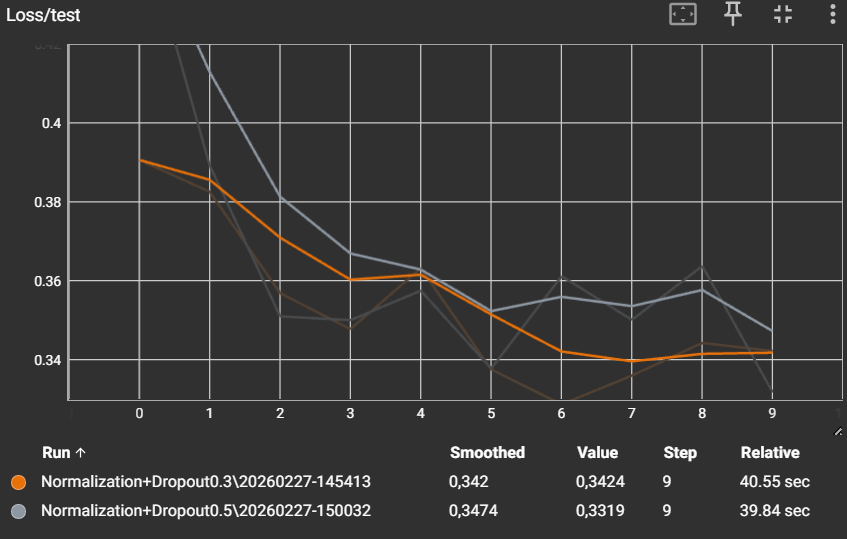 Loss/test
0.42
0.4
0.38
0.36
0.34
0 1 2 3 4 5 6 7 8 9
Run Smoothed Value Step Relative
Normalization+Dropout0.3\20260227-145413 0,342 0,3424 9 40.55 sec
Normalization+Dropout0.5\20260227-150032 0,3474 0,3319 9 39.84 sec